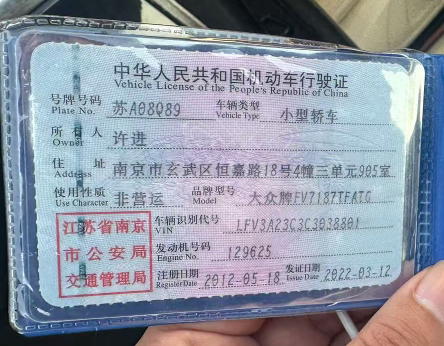 中华人民共和国机动车行驶证
Vehicle License of the People's Republic of China
号牌号码 苏A08Q89 车辆类型 小型轿车
Plate No. Vehicle Type
所有人 许进
Owner
住址 南京市玄武区恒嘉路18号4幢三单元905室
Address
使用性质 非营运 品牌型号 大众牌FV7187TFATG
Use Character Model
江苏省南京市公安局交通管理局
车辆识别代号 LFV3A23C3C3038801
VIN
发动机号码 129625
Engine No.
注册日期 2012-05-18 发证日期 2022-03-12
Register Date Issue Date